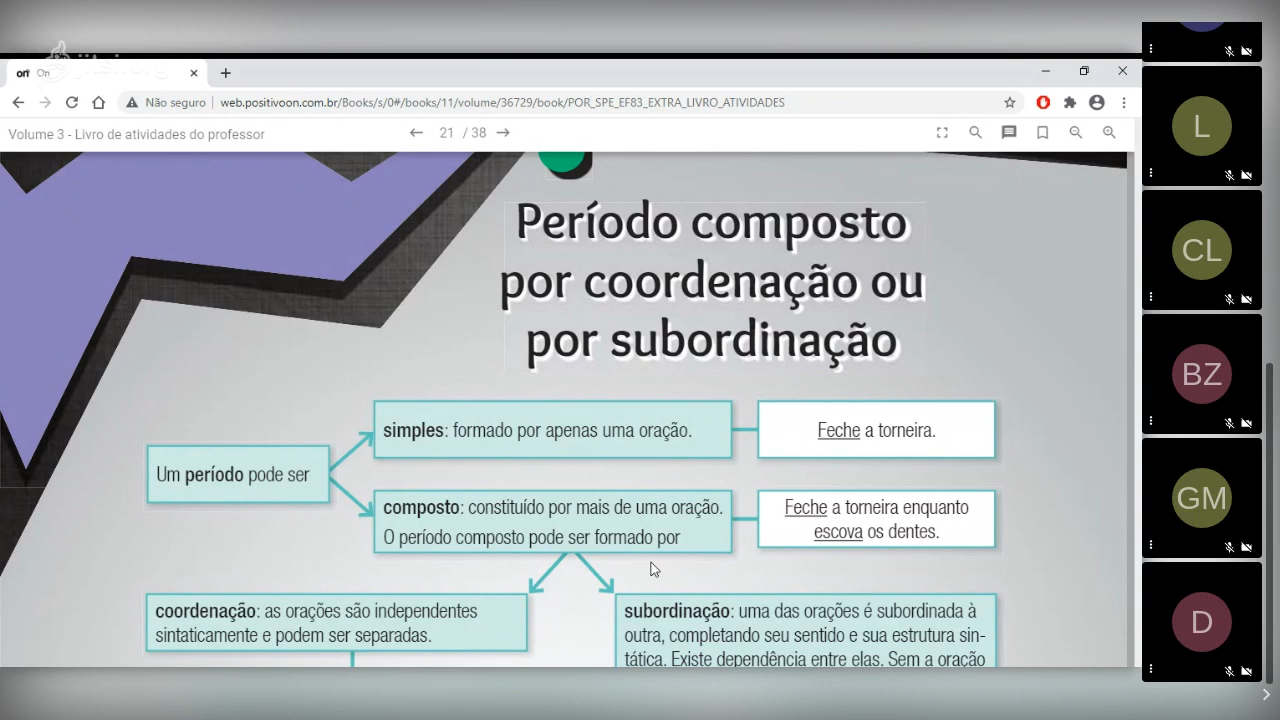 On
Não seguro
web.positivoon.com.br/Books/s/0#/books/11/volume/36729/book/POR_SPE_EF83_EXTRA_LIVRO_ATIVIDADES
Volume 3 - Livro de atividades do professor
21 / 38
Período composto
por coordenação ou
por subordinação
Um período pode ser
simples: formado por apenas uma oração.
Feche a torneira.
composto: constituído por mais de uma oração.
O período composto pode ser formado por
Feche a torneira enquanto
escova os dentes.
coordenação: as orações são independentes
sintaticamente e podem ser separadas.
subordinação: uma das orações é subordinada à
outra, completando seu sentido e sua estrutura sin-
tática. Existe dependência entre elas. Sem a oração
L
CL
BZ
GM
D